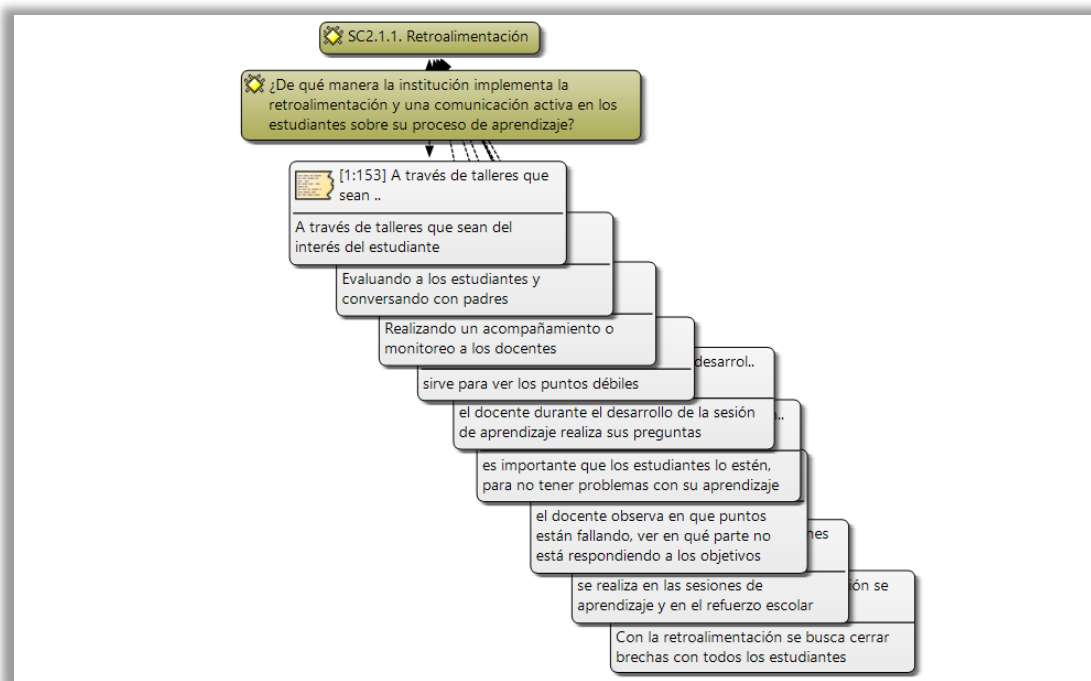 SC2.1.1. Retroalimentación
¿De qué manera la institución implementa la
retroalimentación y una comunicación activa en los
estudiantes sobre su proceso de aprendizaje?
[1:153] A través de talleres que
sean ..
A través de talleres que sean del
interés del estudiante
Evaluando a los estudiantes y
conversando con padres
Realizando un acompañamiento o
monitoreo a los docentes
desarrol..
sirve para ver los puntos débiles
el docente durante el desarrollo de la sesión
de aprendizaje realiza sus preguntas
es importante que los estudiantes lo estén,
para no tener problemas con su aprendizaje
el docente observa en que puntos
están fallando, ver en qué parte no
está respondiendo a los objetivos
nes
se realiza en las sesiones de
aprendizaje y en el refuerzo escolar
ión se
Con la retroalimentación se busca cerrar
brechas con todos los estudiantes